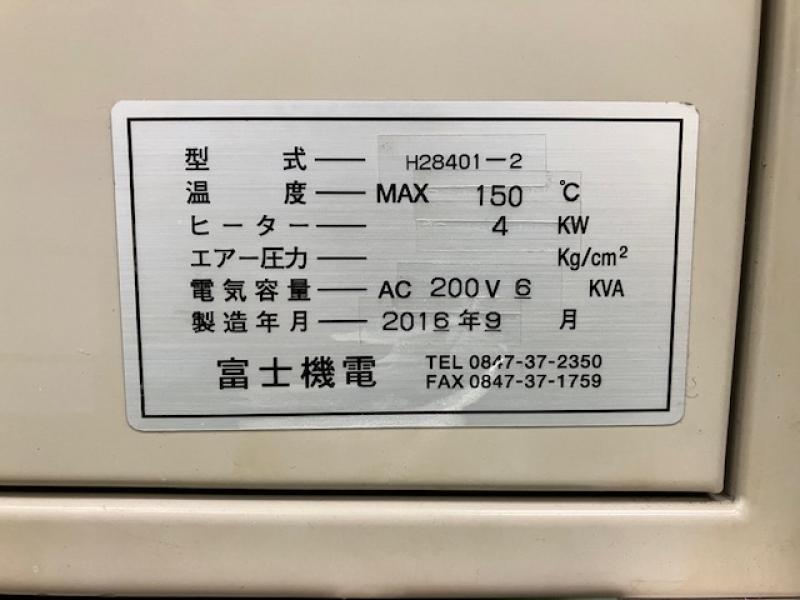 型 式 — H28401-2
温 度 — MAX 150 ℃
ヒーター — 4 KW
エアー圧力 — Kg/cm²
電気容量 — AC 200V 6 KVA
製造年月 — 2016年9 月
富士機電 TEL 0847-37-2350
FAX 0847-37-1759